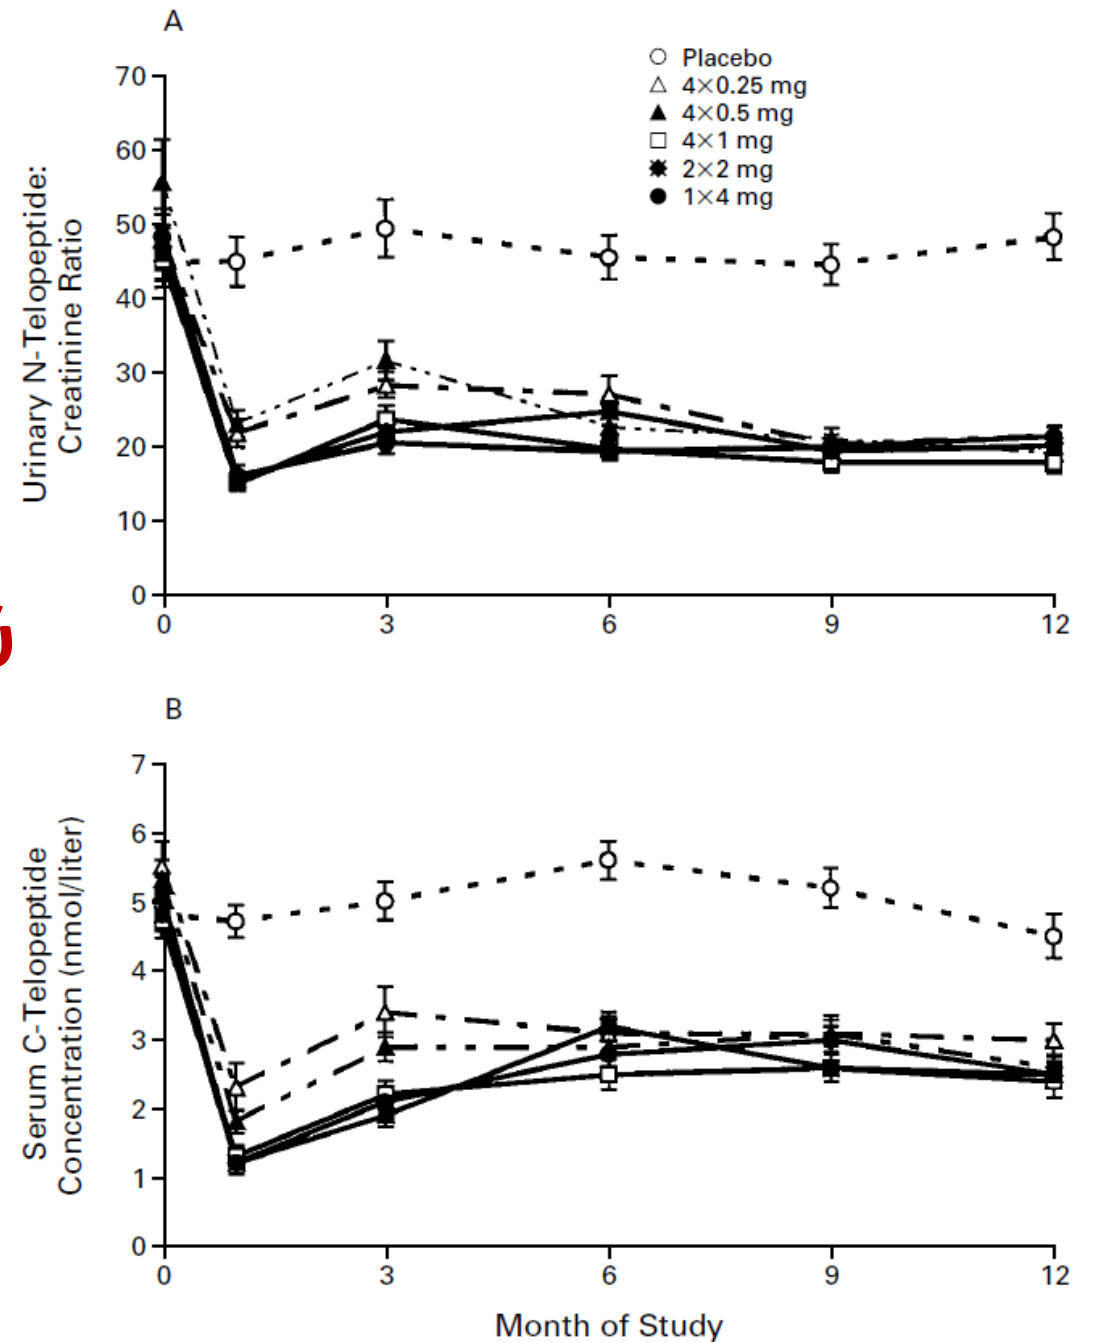 A
Placebo
4×0.25 mg
4×0.5 mg
4×1 mg
2×2 mg
1×4 mg
Urinary N-Telopeptide:
Creatinine Ratio
70
60
50
40
30
20
10
0
0 3 6 9 12
B
Serum C-Telopeptide
Concentration (nmol/liter)
7
6
5
4
3
2
1
0
0 3 6 9 12
Month of Study